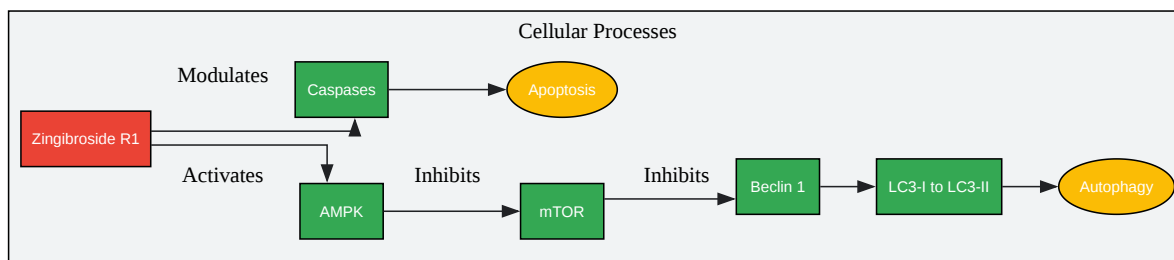 Cellular Processes
Modulates
Caspases
Apoptosis
Zingibroside R1
Activates
Inhibits
Inhibits
AMPK
mTOR
Beclin 1
LC3-I to LC3-II
Autophagy